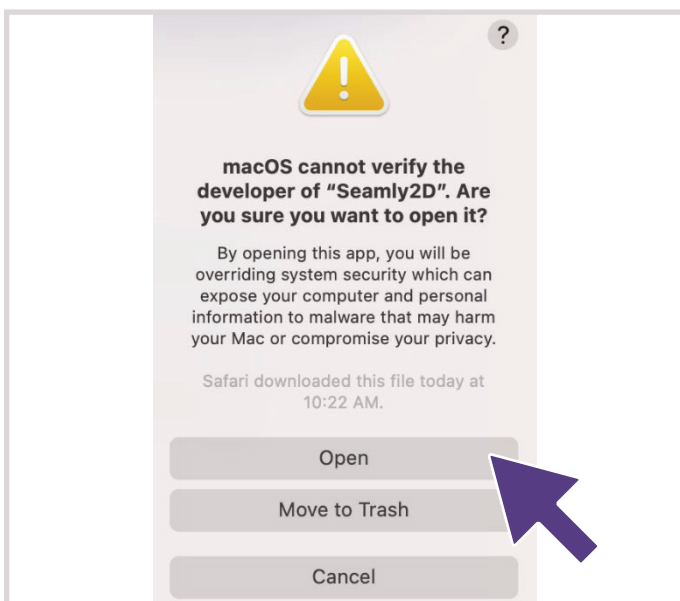 ?
macOS cannot verify the
developer of “Seamly2D”. Are
you sure you want to open it?
By opening this app, you will be
overriding system security which can
expose your computer and personal
information to malware that may harm
your Mac or compromise your privacy.
Safari downloaded this file today at
10:22 AM.
Open
Move to Trash
Cancel